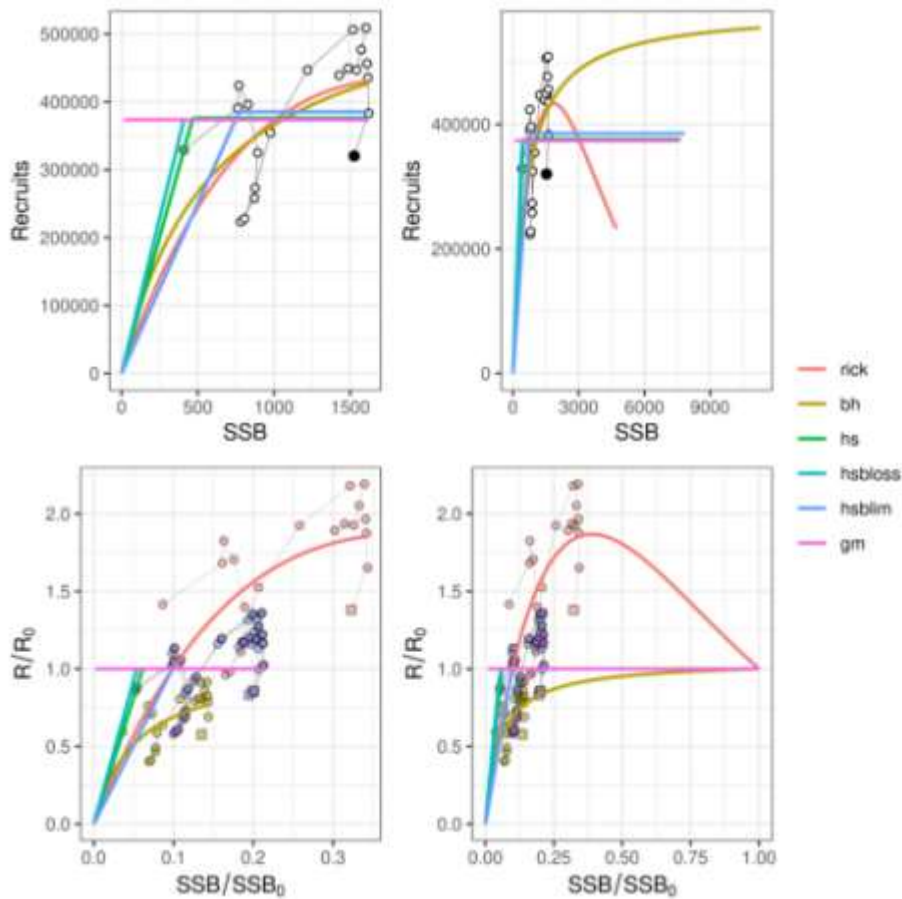 500000
400000
300000
200000
100000
0
Recruits
0
500
1000
1500
SSB
400000
200000
0
Recruits
0
3000
6000
9000
SSB
rick
bh
hs
hsbloss
hsblim
gm
2.0
1.5
1.0
0.5
0.0
R/R₀
0.0
0.1
0.2
0.3
SSB/SSB₀
2.0
1.5
1.0
0.5
0.0
R/R₀
0.00
0.25
0.50
0.75
1.00
SSB/SSB₀